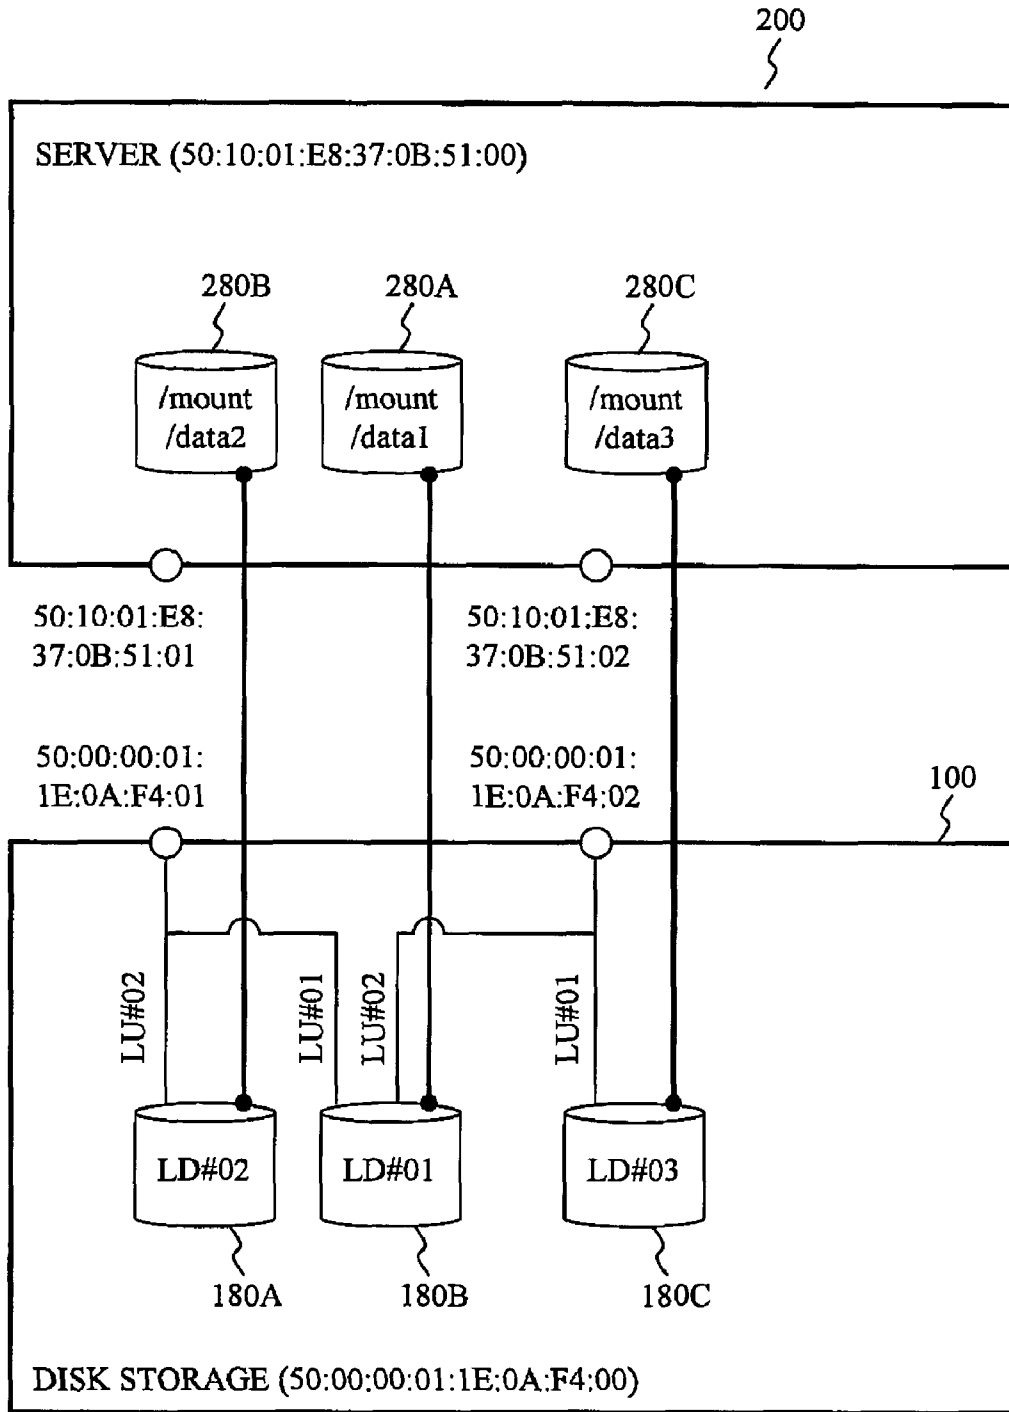 200
SERVER (50:10:01:E8:37:0B:51:00)
280B 280A 280C
/mount /mount /mount
/data2 /data1 /data3
50:10:01:E8: 50:10:01:E8:
37:0B:51:01 37:0B:51:02
50:00:00:01: 50:00:00:01:
1E:0A:F4:01 1E:0A:F4:02
100
LU#02 LU#01 LU#02 LU#01
LD#02 LD#01 LD#03
180A 180B 180C
DISK STORAGE (50:00:00:01:1E:0A:F4:00)